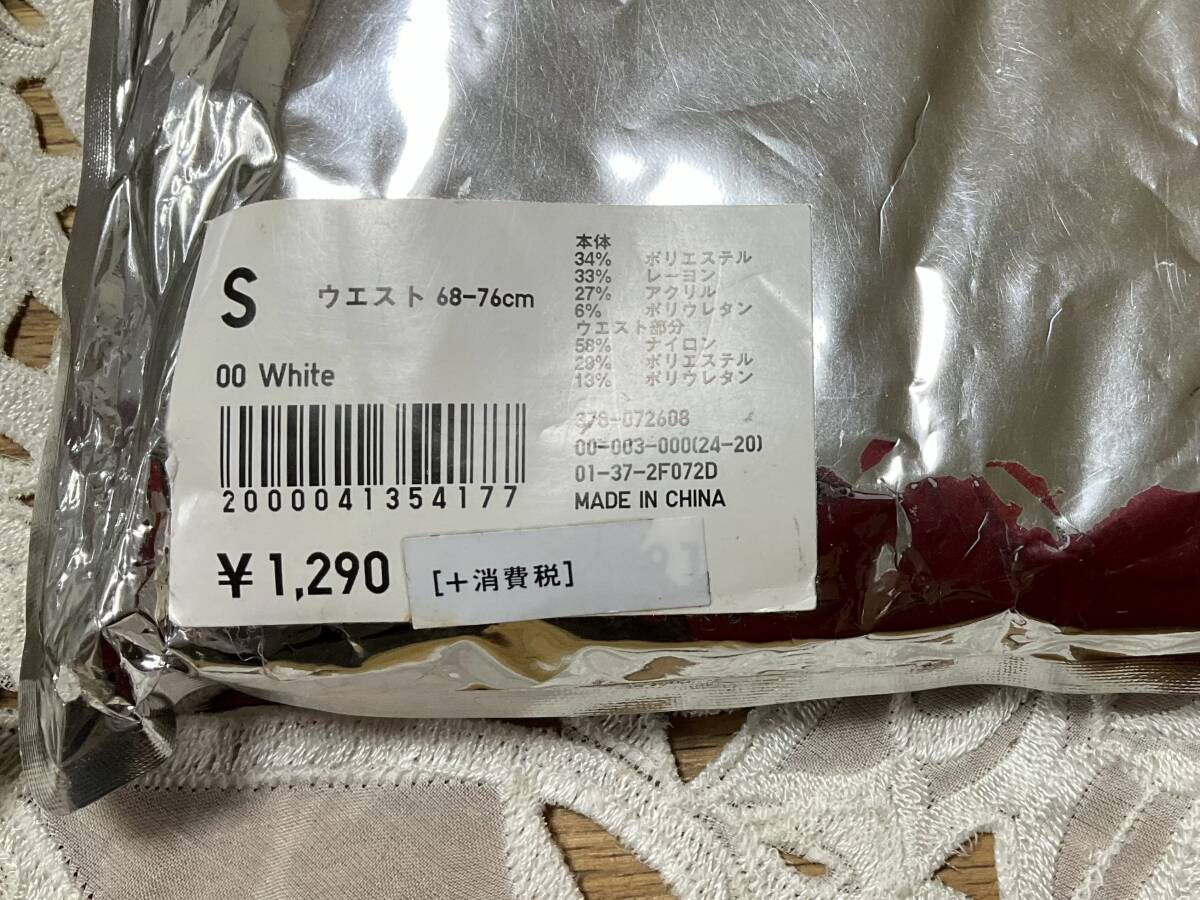 S ウエスト 68-76cm
00 White
2000041354177
¥1,290 [+消費税]
本体
34% ポリエステル
33% レーヨン
27% アクリル
6% ポリウレタン
ウエスト部分
58% ナイロン
29% ポリエステル
13% ポリウレタン
378-072608
00-003-000(24-20)
01-37-2F072D
MADE IN CHINA